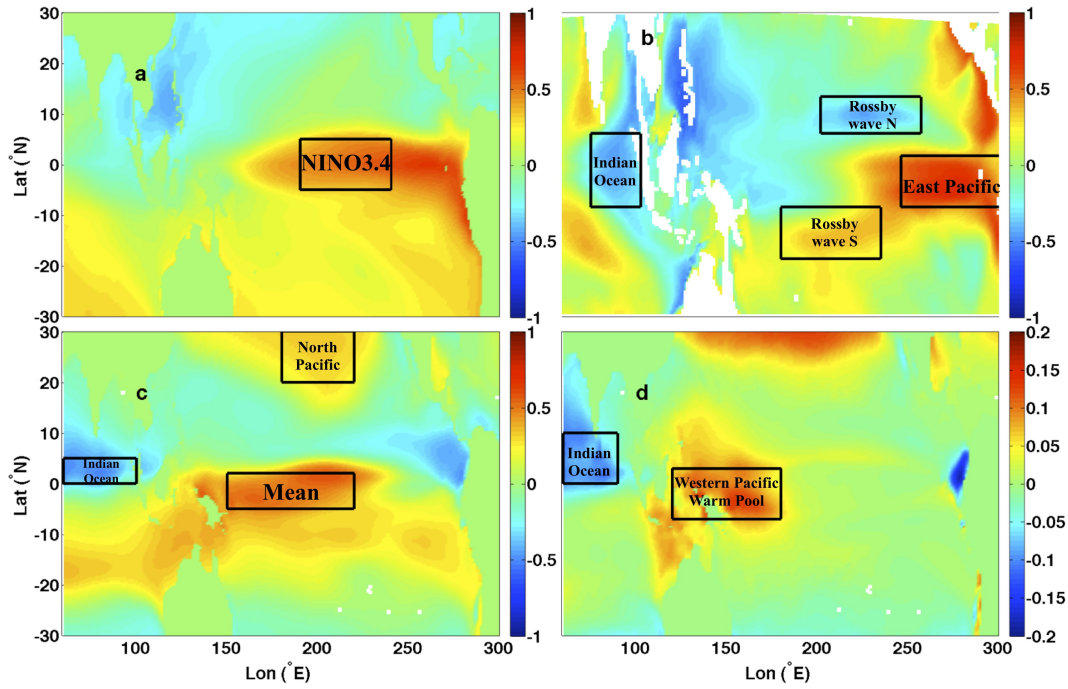 a
NINO3.4
Lat (°N)
30
20
10
0
-10
-20
-30
1
0.5
0
-0.5
-1
b
Rossby
wave N
Indian
Ocean
East Pacific
Rossby
wave S
1
0.5
0
-0.5
-1
c
North
Pacific
Indian
Ocean
Mean
Lat (°N)
30
20
10
0
-10
-20
-30
100
150
200
250
300
Lon (°E)
1
0.5
0
-0.5
-1
d
Indian
Ocean
Western Pacific
Warm Pool
100
150
200
250
300
Lon (°E)
0.2
0.15
0.1
0.05
0
-0.05
-0.1
-0.15
-0.2